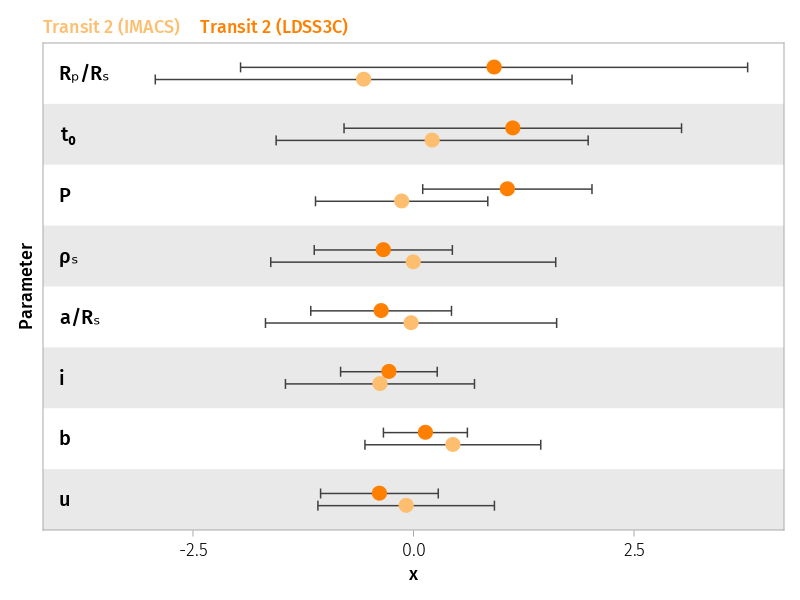 Transit 2 (IMACS) Transit 2 (LDSS3C)
Rₚ/Rₛ
t₀
P
ρₛ
a/Rₛ
i
b
u
Parameter
-2.5 0.0 2.5
x